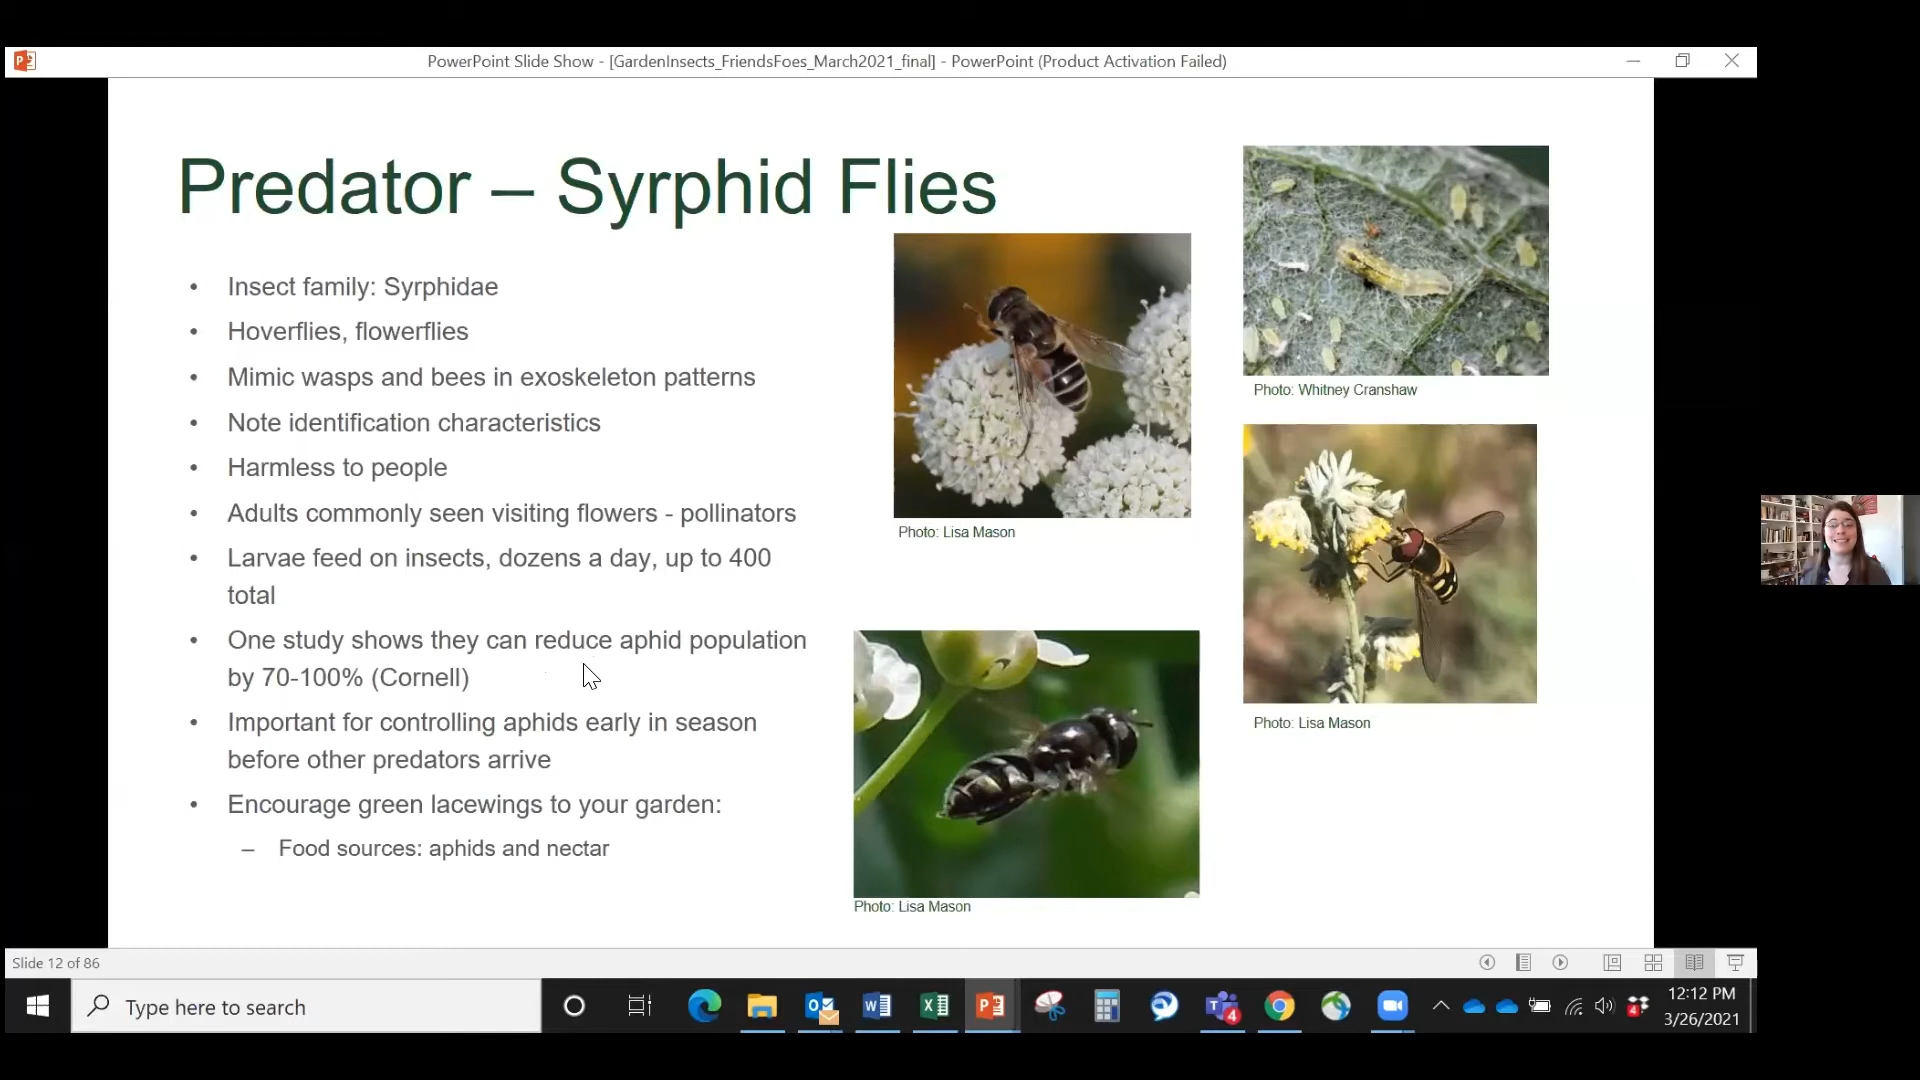 PowerPoint Slide Show - [GardenInsects_FriendsFoes_March2021_final] - PowerPoint (Product Activation Failed)
Predator – Syrphid Flies
• Insect family: Syrphidae
• Hoverflies, flowerflies
• Mimic wasps and bees in exoskeleton patterns
• Note identification characteristics
• Harmless to people
• Adults commonly seen visiting flowers - pollinators
• Larvae feed on insects, dozens a day, up to 400
total
• One study shows they can reduce aphid population
by 70-100% (Cornell)
• Important for controlling aphids early in season
before other predators arrive
• Encourage green lacewings to your garden:
– Food sources: aphids and nectar
Photo: Lisa Mason
Photo: Whitney Cranshaw
Photo: Lisa Mason
Photo: Lisa Mason
Slide 12 of 86
Type here to search
4
4
12:12 PM
3/26/2021